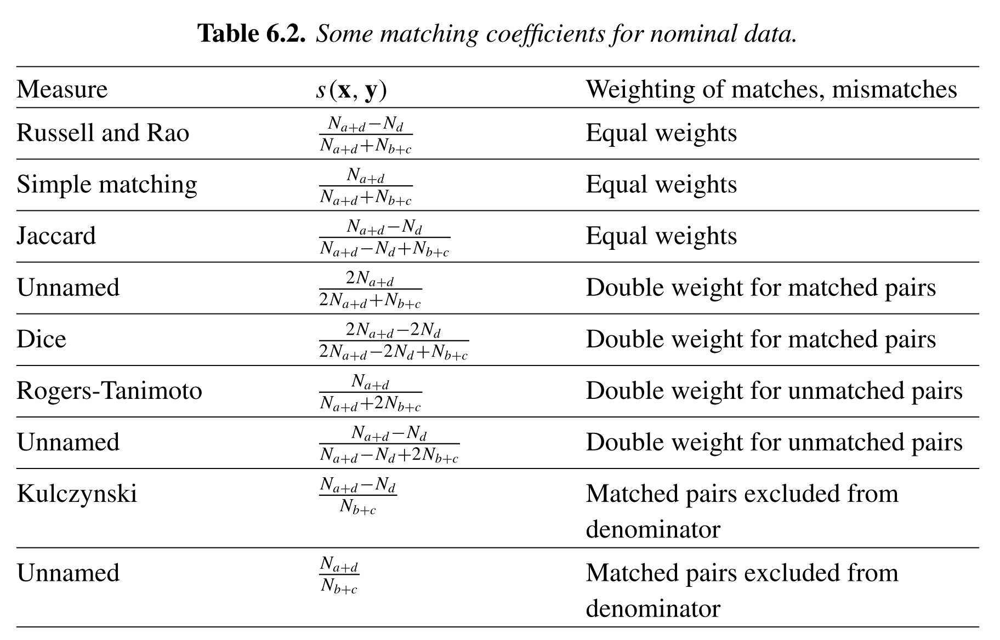 Table 6.2. Some matching coefficients for nominal data.
Measure s(x, y) Weighting of matches, mismatches
Russell and Rao \frac{N_{a+d}-N_d}{N_{a+d}+N_{b+c}} Equal weights
Simple matching \frac{N_{a+d}}{N_{a+d}+N_{b+c}} Equal weights
Jaccard \frac{N_{a+d}-N_d}{N_{a+d}-N_d+N_{b+c}} Equal weights
Unnamed \frac{2N_{a+d}}{2N_{a+d}+N_{b+c}} Double weight for matched pairs
Dice \frac{2N_{a+d}-2N_d}{2N_{a+d}-2N_d+N_{b+c}} Double weight for matched pairs
Rogers-Tanimoto \frac{N_{a+d}}{N_{a+d}+2N_{b+c}} Double weight for unmatched pairs
Unnamed \frac{N_{a+d}-N_d}{N_{a+d}-N_d+2N_{b+c}} Double weight for unmatched pairs
Kulczynski \frac{N_{a+d}-N_d}{N_{b+c}} Matched pairs excluded from
denominator
Unnamed \frac{N_{a+d}}{N_{b+c}} Matched pairs excluded from
denominator